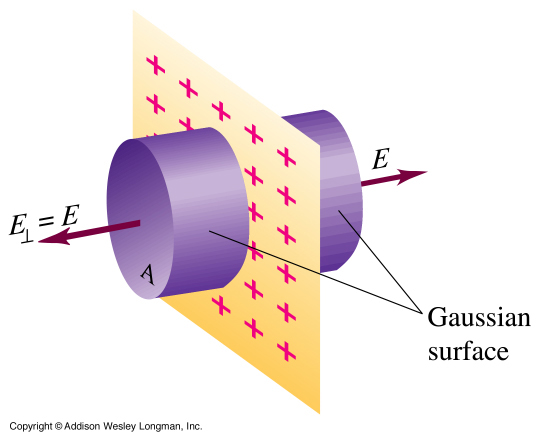 E
E⊥ = E
A
Gaussian
surface
Copyright © Addison Wesley Longman, Inc.